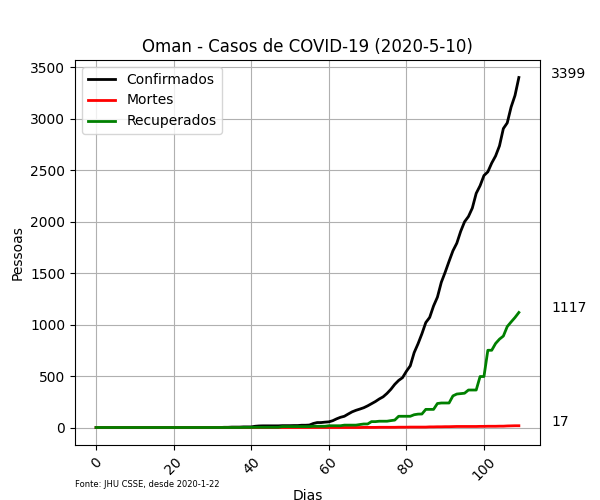 Oman - Casos de COVID-19 (2020-5-10)
Confirmados
Mortes
Recuperados
3500
3000
2500
2000
1500
1000
500
0
Pessoas
3399
1117
17
0
20
40
60
80
100
Fonte: JHU CSSE, desde 2020-1-22
Dias